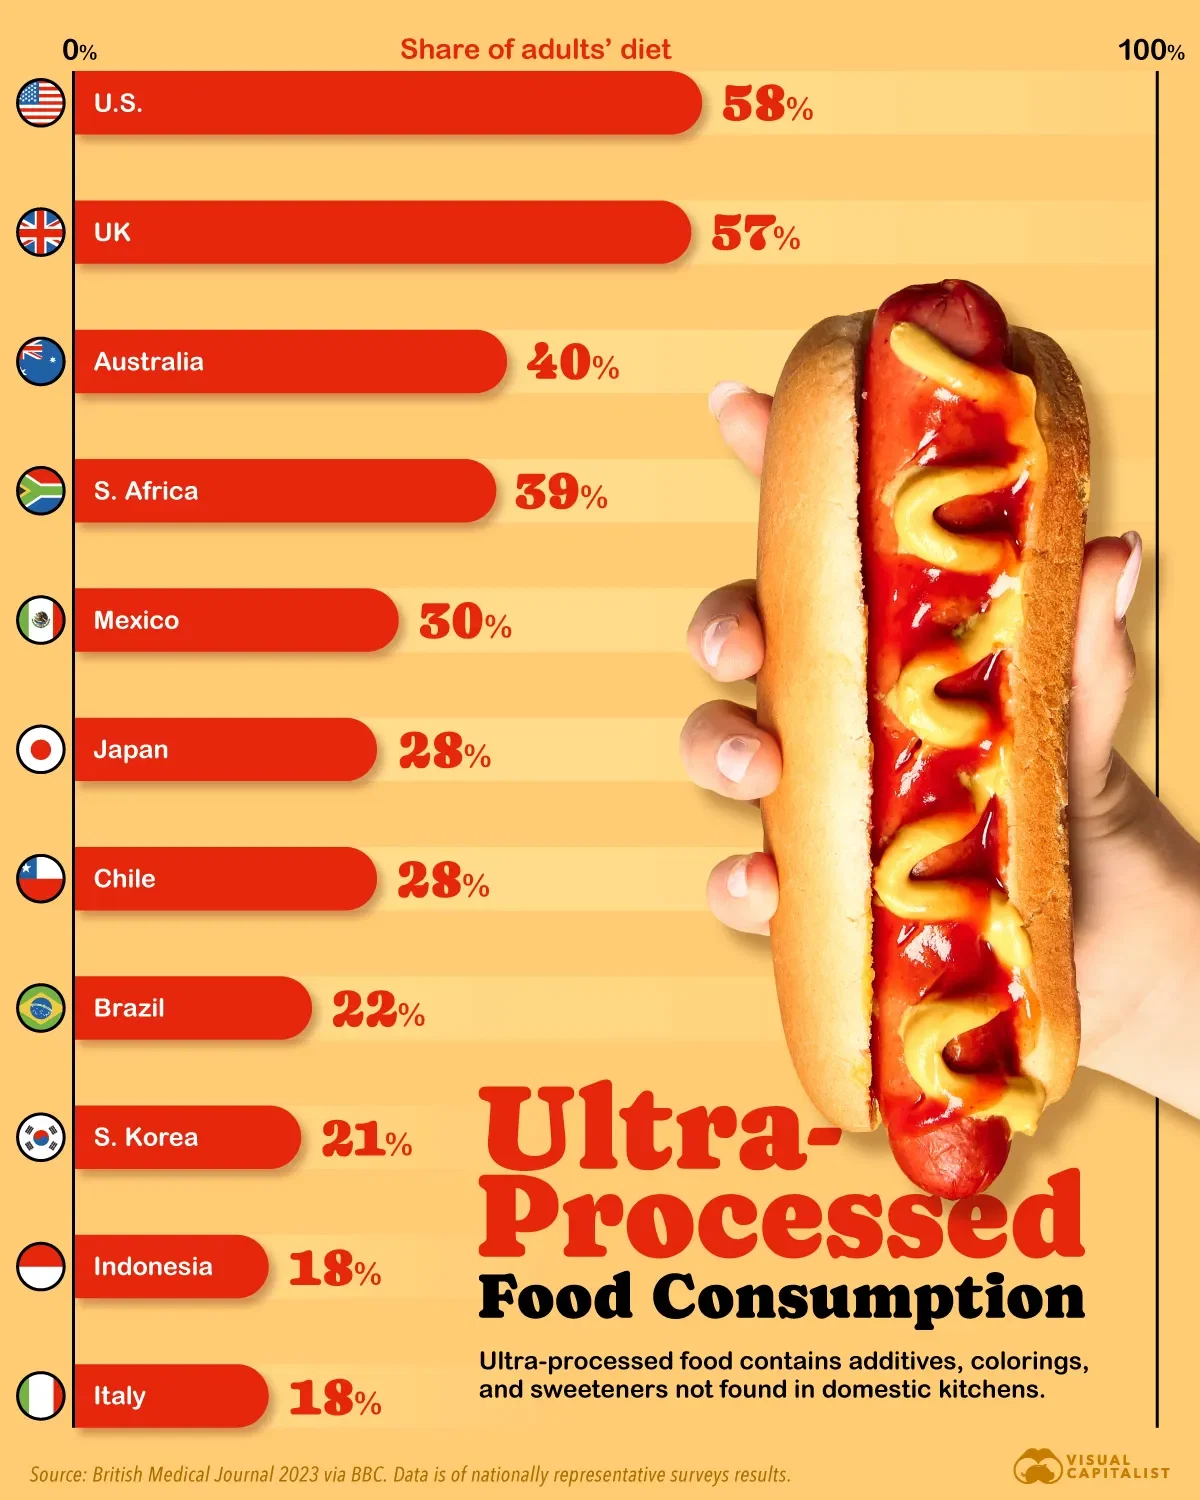 0% Share of adults’ diet 100%
U.S. 58%
UK 57%
Australia 40%
S. Africa 39%
Mexico 30%
Japan 28%
Chile 28%
Brazil 22%
S. Korea 21%
Indonesia 18%
Italy 18%
Ultra-
Processed
Food Consumption
Ultra-processed food contains additives, colorings,
and sweeteners not found in domestic kitchens.
Source: British Medical Journal 2023 via BBC. Data is of nationally representative surveys results.
VISUAL
CAPITALIST